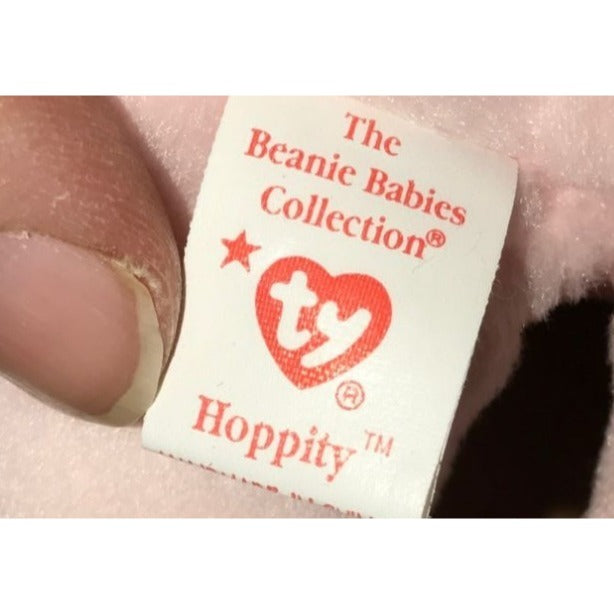 The
Beanie Babies
Collection®
ty
®
Hoppity™